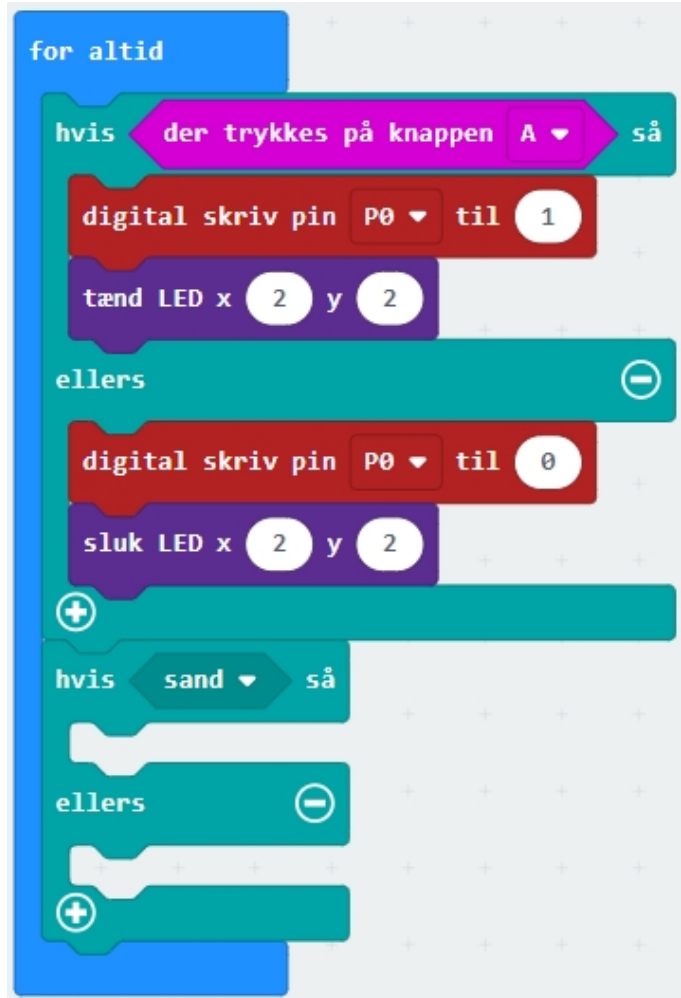 for altid
hvis der trykkes på knappen A så
digital skriv pin P0 til 1
tænd LED x 2 y 2
ellers
digital skriv pin P0 til 0
sluk LED x 2 y 2
hvis sand så
ellers